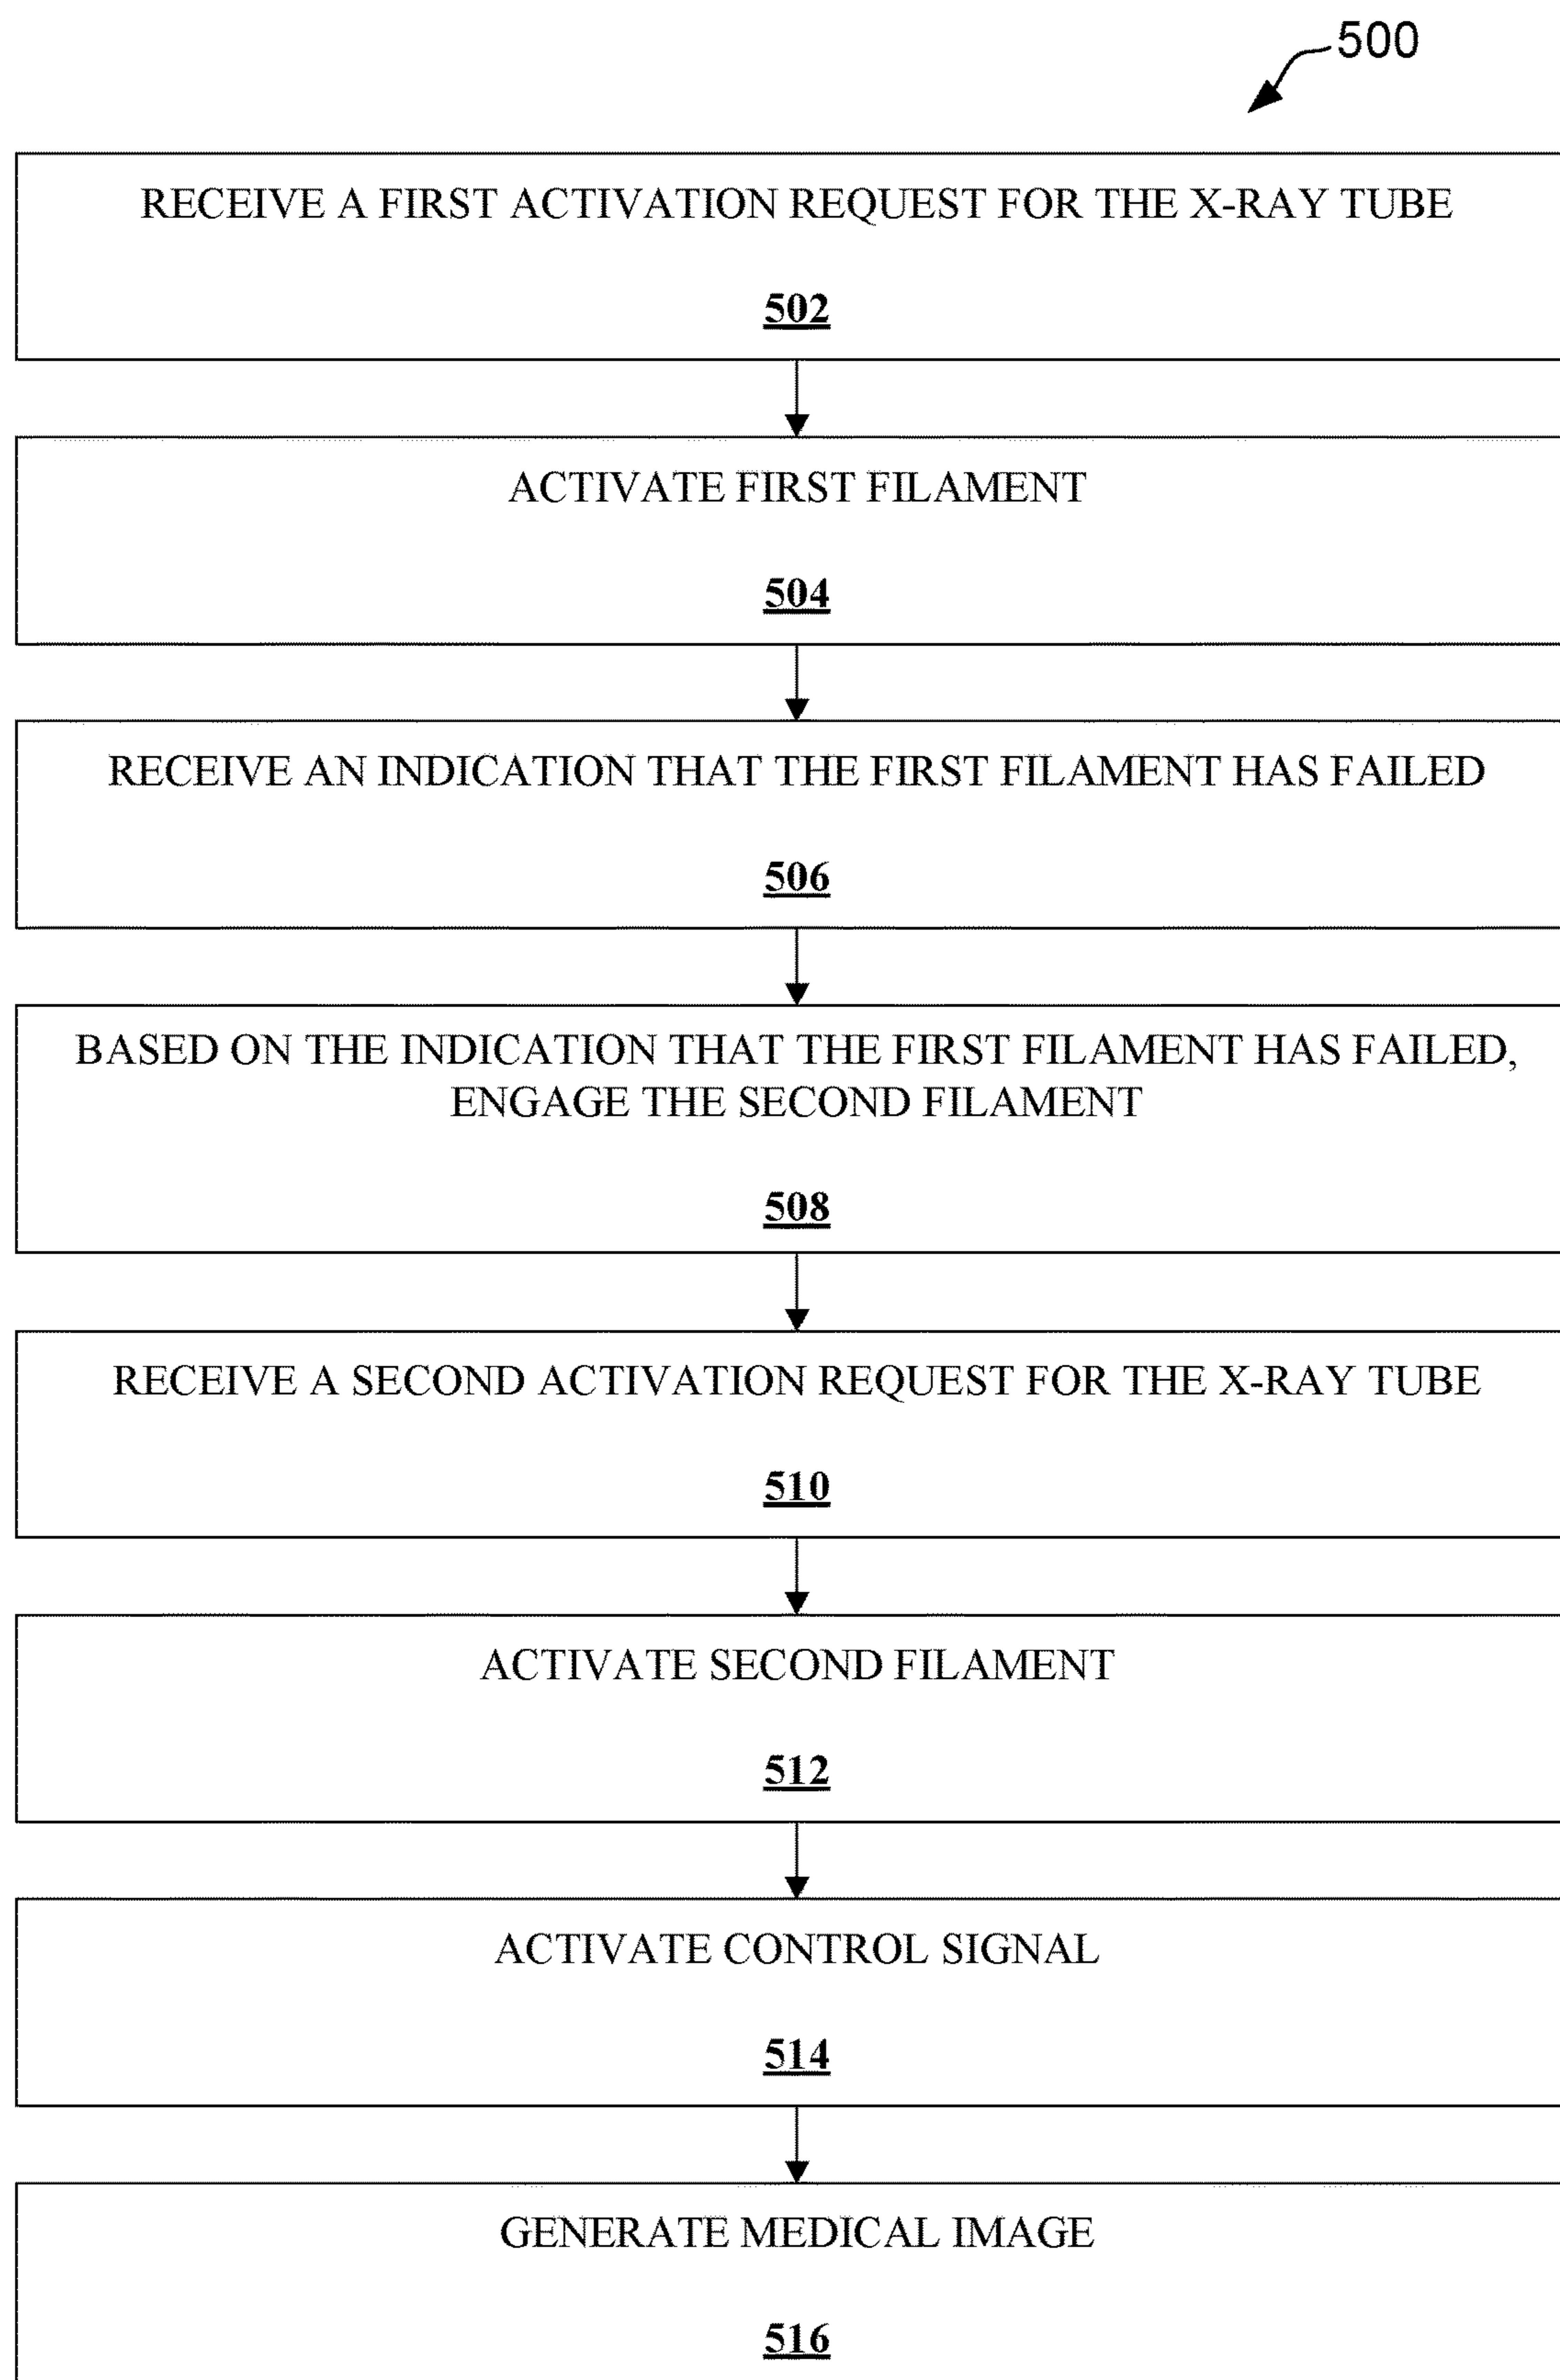 500
RECEIVE A FIRST ACTIVATION REQUEST FOR THE X-RAY TUBE
502
ACTIVATE FIRST FILAMENT
504
RECEIVE AN INDICATION THAT THE FIRST FILAMENT HAS FAILED
506
BASED ON THE INDICATION THAT THE FIRST FILAMENT HAS FAILED,
ENGAGE THE SECOND FILAMENT
508
RECEIVE A SECOND ACTIVATION REQUEST FOR THE X-RAY TUBE
510
ACTIVATE SECOND FILAMENT
512
ACTIVATE CONTROL SIGNAL
514
GENERATE MEDICAL IMAGE
516